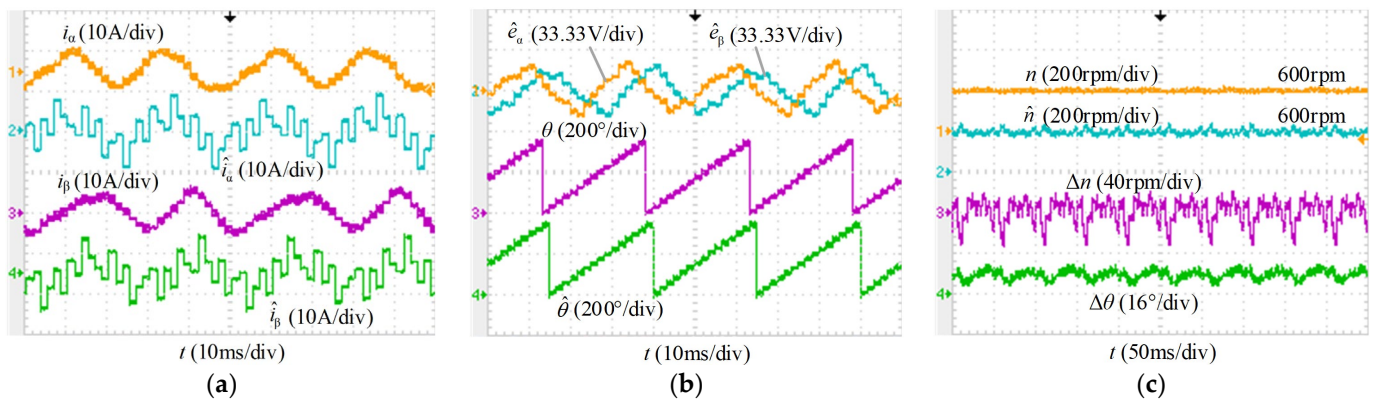 iα (10A/div)
1
2
îα (10A/div)
iβ (10A/div)
3
4
îβ (10A/div)
t (10ms/div)
(a)
êα (33.33V/div)
êβ (33.33V/div)
2
θ (200°/div)
3
4
θ̂ (200°/div)
t (10ms/div)
(b)
n (200rpm/div) 600rpm
n̂ (200rpm/div) 600rpm
1
2
Δn (40rpm/div)
3
4
Δθ (16°/div)
t (50ms/div)
(c)